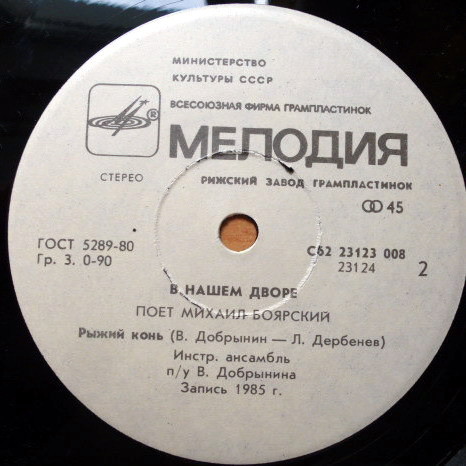 МИНИСТЕРСТВО
КУЛЬТУРЫ СССР
ВСЕСОЮЗНАЯ ФИРМА ГРАМПЛАСТИНОК
®
МЕЛОДИЯ
СТЕРЕО
РИЖСКИЙ ЗАВОД ГРАМПЛАСТИНОК
45
ГОСТ 5289-80
Гр. 3. 0-90
С62 23123 008
23124
2
В НАШЕМ ДВОРЕ
ПОЕТ МИХАИЛ БОЯРСКИЙ
Рыжий конь (В. Добрынин — Л. Дербенев)
Инстр. ансамбль
п/у В. Добрынина
Запись 1985 г.